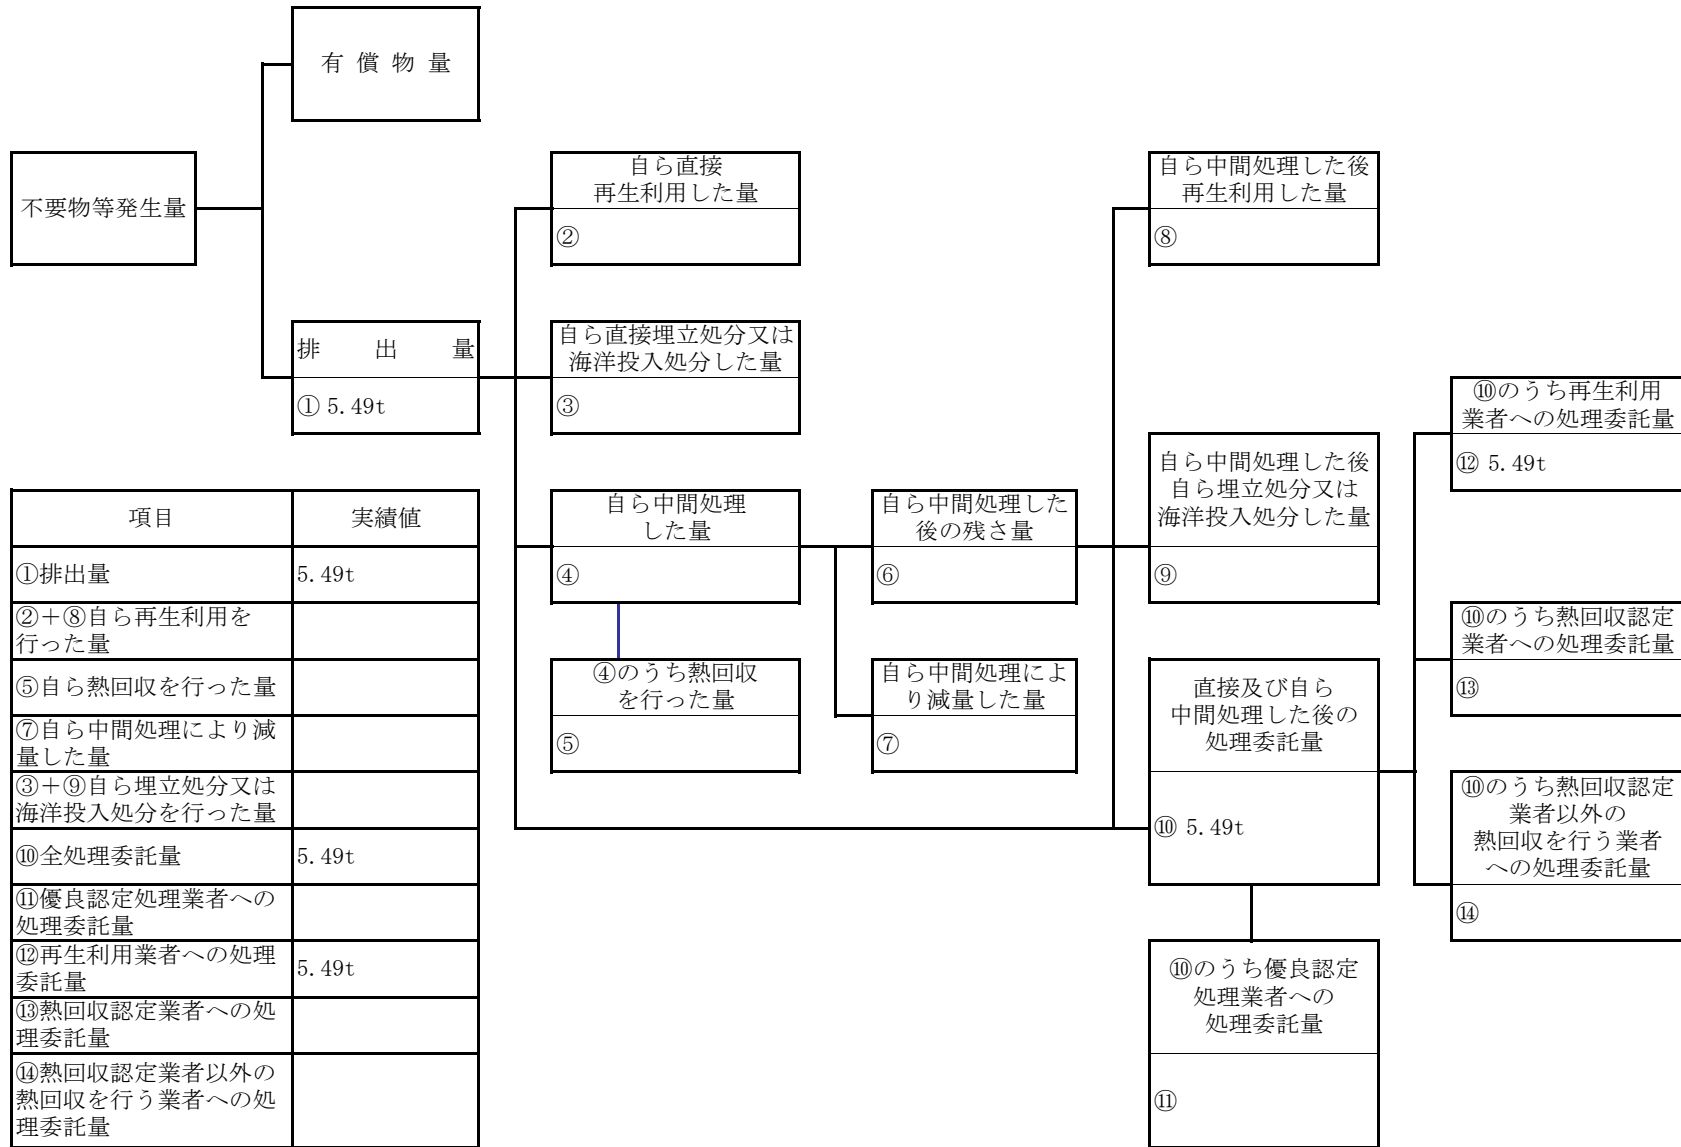 有償物量
不要物等発生量
自ら直接
再生利用した量
②
自ら中間処理した後
再生利用した量
⑧
排出量
① 5.49t
自ら直接埋立処分又は
海洋投入処分した量
③
⑩のうち再生利用
業者への処理委託量
⑫ 5.49t
自ら中間処理
した量
④
自ら中間処理した
後の残さ量
⑥
自ら中間処理した後
自ら埋立処分又は
海洋投入処分した量
⑨
④のうち熱回収
を行った量
⑤
自ら中間処理によ
り減量した量
⑦
直接及び自ら
中間処理した後の
処理委託量
⑩ 5.49t
⑩のうち熱回収認定
業者への処理委託量
⑬
⑩のうち熱回収認定
業者以外の
熱回収を行う業者
への処理委託量
⑭
⑩のうち優良認定
処理業者への
処理委託量
⑪
項目 実績値
①排出量 5.49t
②＋⑧自ら再生利用を
行った量
⑤自ら熱回収を行った量
⑦自ら中間処理により減
量した量
③＋⑨自ら埋立処分又は
海洋投入処分を行った量
⑩全処理委託量 5.49t
⑪優良認定処理業者への
処理委託量
⑫再生利用業者への処理
委託量 5.49t
⑬熱回収認定業者への処
理委託量
⑭熱回収認定業者以外の
熱回収を行う業者への処
理委託量